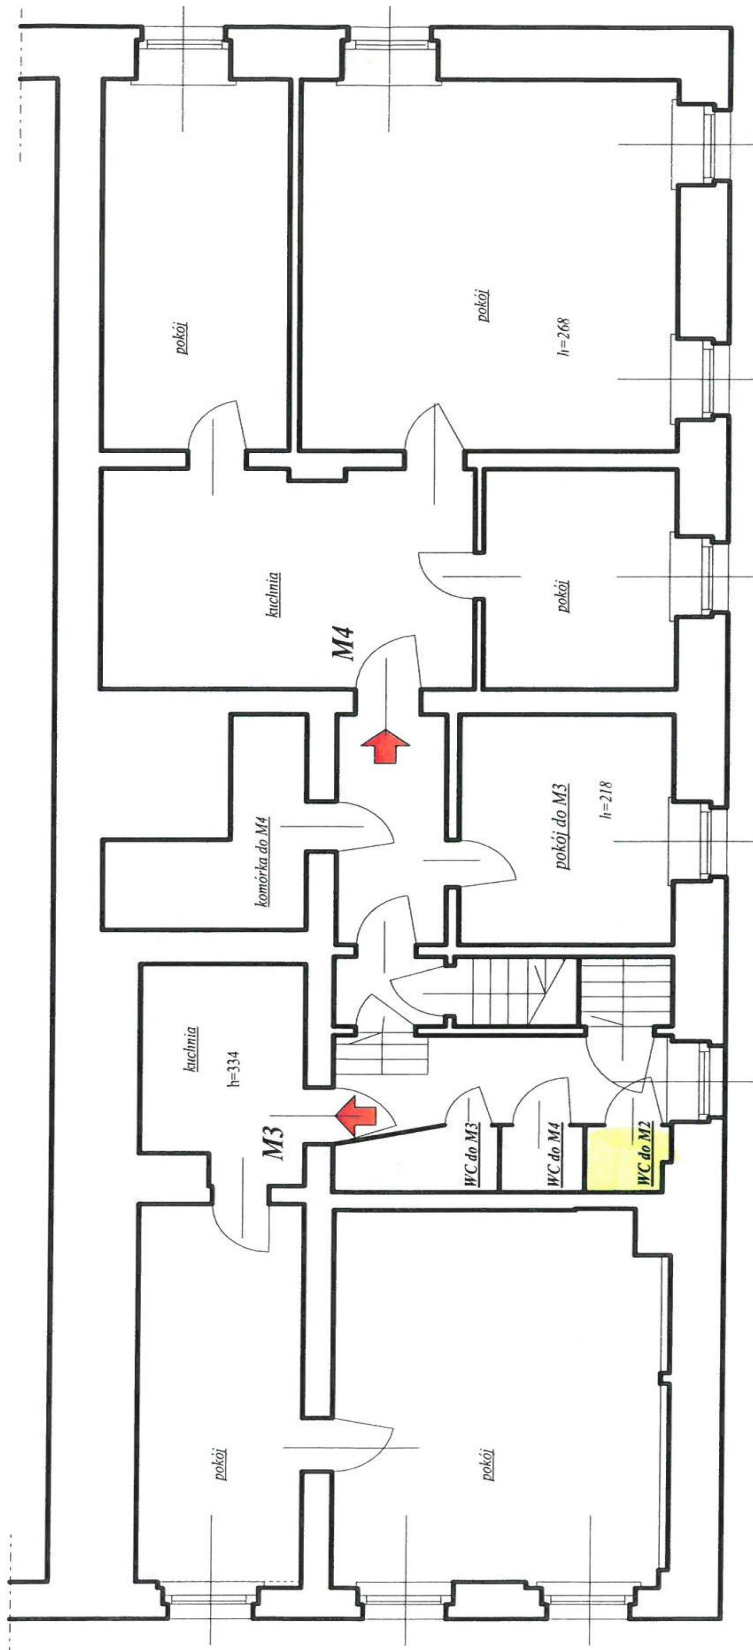 pokój
pokój
h=268
kuchnia
M4
pokój
komórka do M4
pokój do M3
h=218
kuchnia
h=334
M3
WC do M3
WC do M4
WC do M2
pokój
pokój